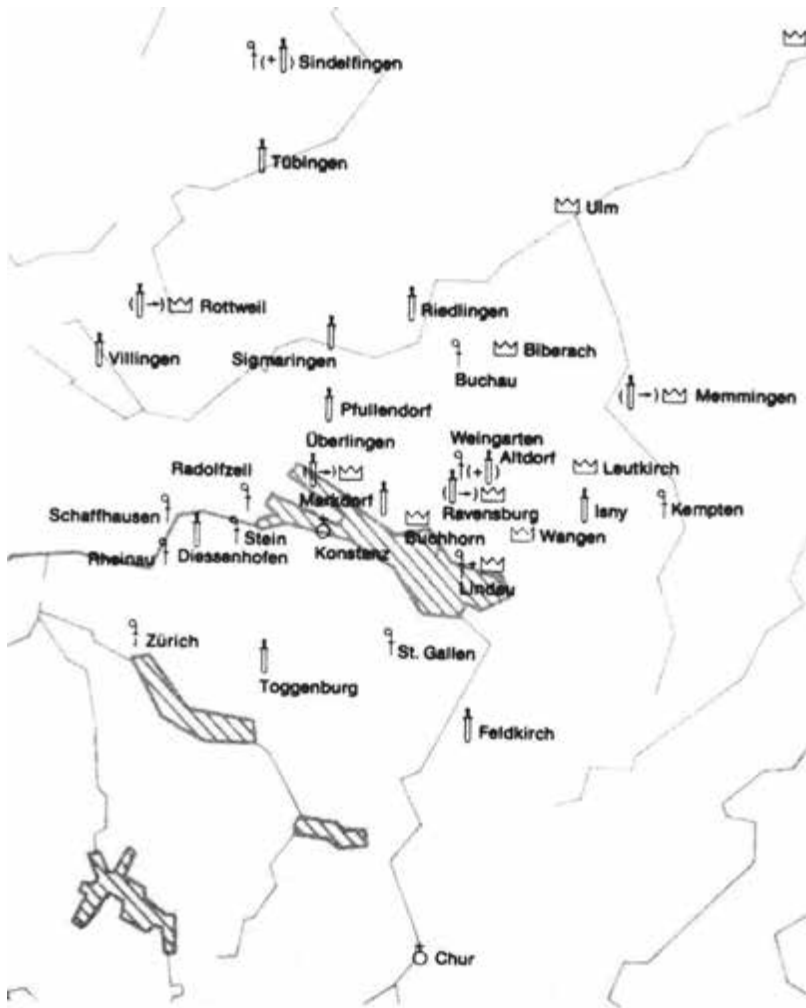 (+ ) Sindelfingen
Tübingen
Ulm
(→) Rottweil
Riedlingen
Villingen
Sigmaringen
Biberach
Buchau
(→) Memmingen
Pfullendorf
Überlingen
Weingarten
(+ ) Altdorf
Radolfzell
(→)
Leutkirch
Markdorf
(→)
Ravensburg
Isny
Kempten
Schaffhausen
Stein
Buchhorn
Wangen
Rheinau
Diessenhofen
Konstanz
+
Lindau
Zürich
St. Gallen
Toggenburg
Feldkirch
Chur